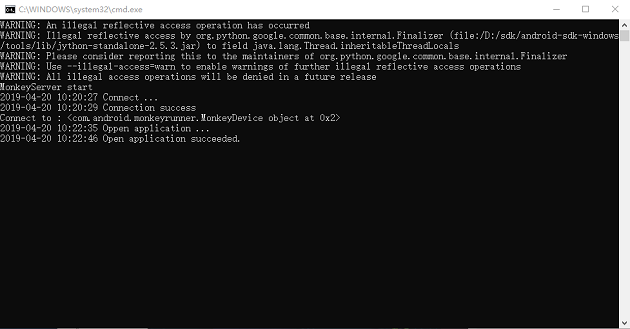 C:\WINDOWS\system32\cmd.exe
WARNING: An illegal reflective access operation has occurred
WARNING: Illegal reflective access by org.python.google.common.base.internal.Finalizer (file:/D:/sdk/android-sdk-windows
/tools/lib/jython-standalone-2.5.3.jar) to field java.lang.Thread.inheritableThreadLocals
WARNING: Please consider reporting this to the maintainers of org.python.google.common.base.internal.Finalizer
WARNING: Use --illegal-access=warn to enable warnings of further illegal reflective access operations
WARNING: All illegal access operations will be denied in a future release
MonkeyServer start
2019-04-20 10:20:27 Connect ...
2019-04-20 10:20:29 Connection success
Connect to : <com.android.monkeyrunner.MonkeyDevice object at 0x2>
2019-04-20 10:22:35 Open application ...
2019-04-20 10:22:46 Open application succeeded.